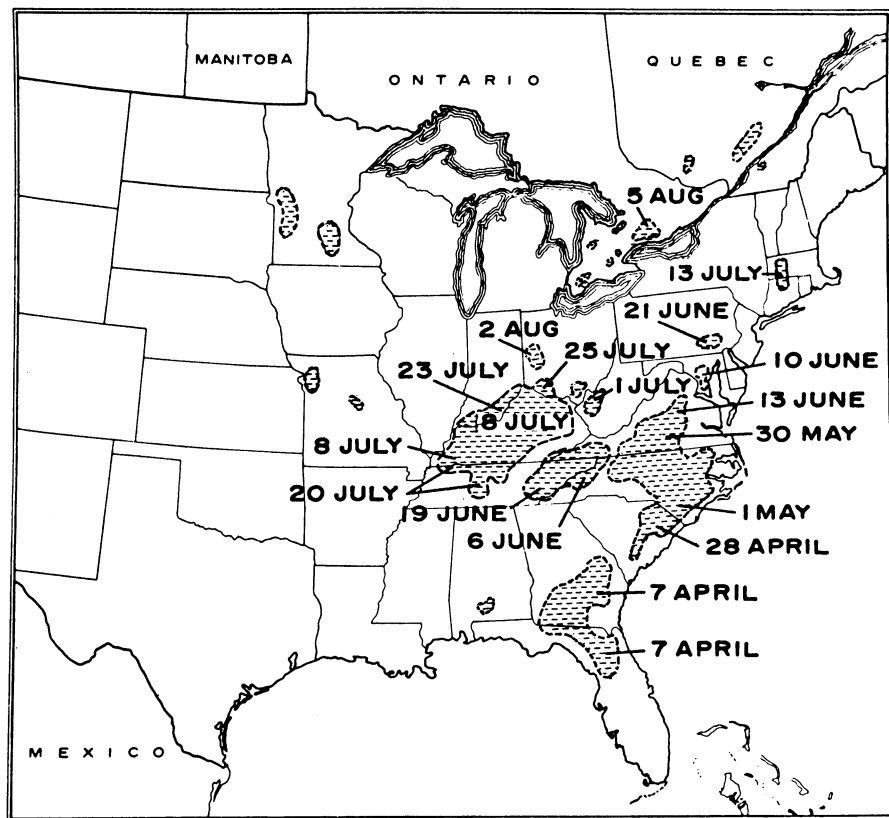 MANITOBA
ONTARIO
QUEBEC
5 AUG
13 JULY
21 JUNE
2 AUG
25 JULY
10 JUNE
23 JULY
1 JULY
13 JUNE
8 JULY
30 MAY
8 JULY
20 JULY
19 JUNE
1 MAY
6 JUNE
28 APRIL
7 APRIL
7 APRIL
MEXICO